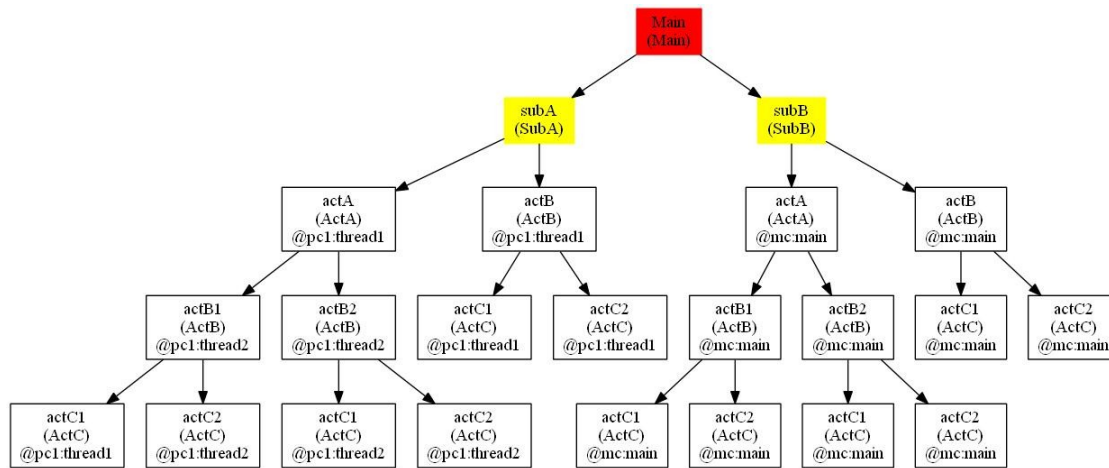 Main
(Main)
subA
(SubA)
subB
(SubB)
actA
(ActA)
@pc1:thread1
actB
(ActB)
@pc1:thread1
actA
(ActA)
@mc:main
actB
(ActB)
@mc:main
actB1
(ActB)
@pc1:thread2
actB2
(ActB)
@pc1:thread2
actC1
(ActC)
@pc1:thread1
actC2
(ActC)
@pc1:thread1
actB1
(ActB)
@mc:main
actB2
(ActB)
@mc:main
actC1
(ActC)
@mc:main
actC2
(ActC)
@mc:main
actC1
(ActC)
@pc1:thread1
actC2
(ActC)
@pc1:thread2
actC1
(ActC)
@pc1:thread2
actC2
(ActC)
@pc1:thread2
actC1
(ActC)
@mc:main
actC2
(ActC)
@mc:main
actC1
(ActC)
@mc:main
actC2
(ActC)
@mc:main